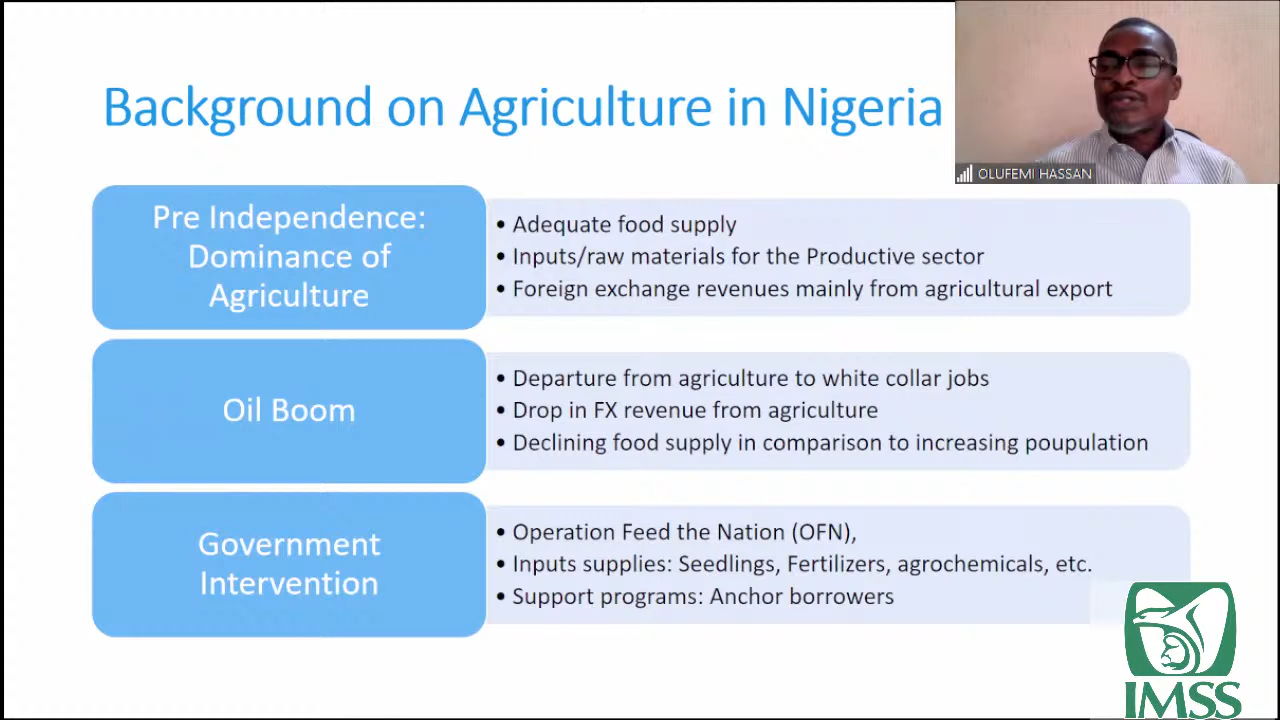 Background on Agriculture in Nigeria
OLUFEMI HASSAN
Pre Independence:
Dominance of
Agriculture
• Adequate food supply
• Inputs/raw materials for the Productive sector
• Foreign exchange revenues mainly from agricultural export
Oil Boom
• Departure from agriculture to white collar jobs
• Drop in FX revenue from agriculture
• Declining food supply in comparison to increasing poupulation
Government
Intervention
• Operation Feed the Nation (OFN),
• Inputs supplies: Seedlings, Fertilizers, agrochemicals, etc.
• Support programs: Anchor borrowers
IMSS